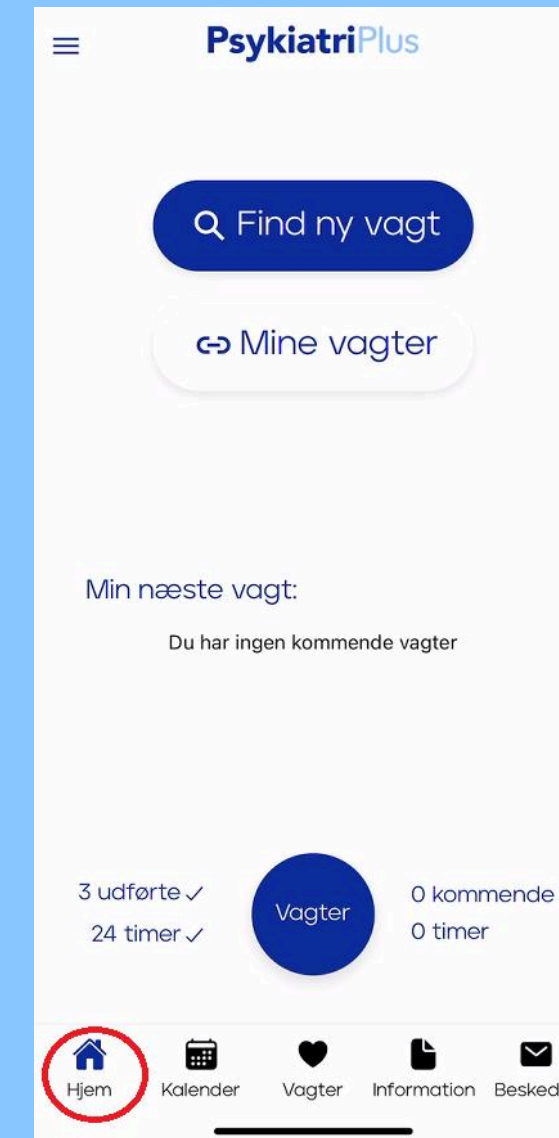 PsykiatriPlus
Find ny vagt
Mine vagter
Min næste vagt:
Du har ingen kommende vagter
3 udførte ✓
24 timer ✓
Vagter
0 kommende
0 timer
Hjem Kalender Vagter Information Besked